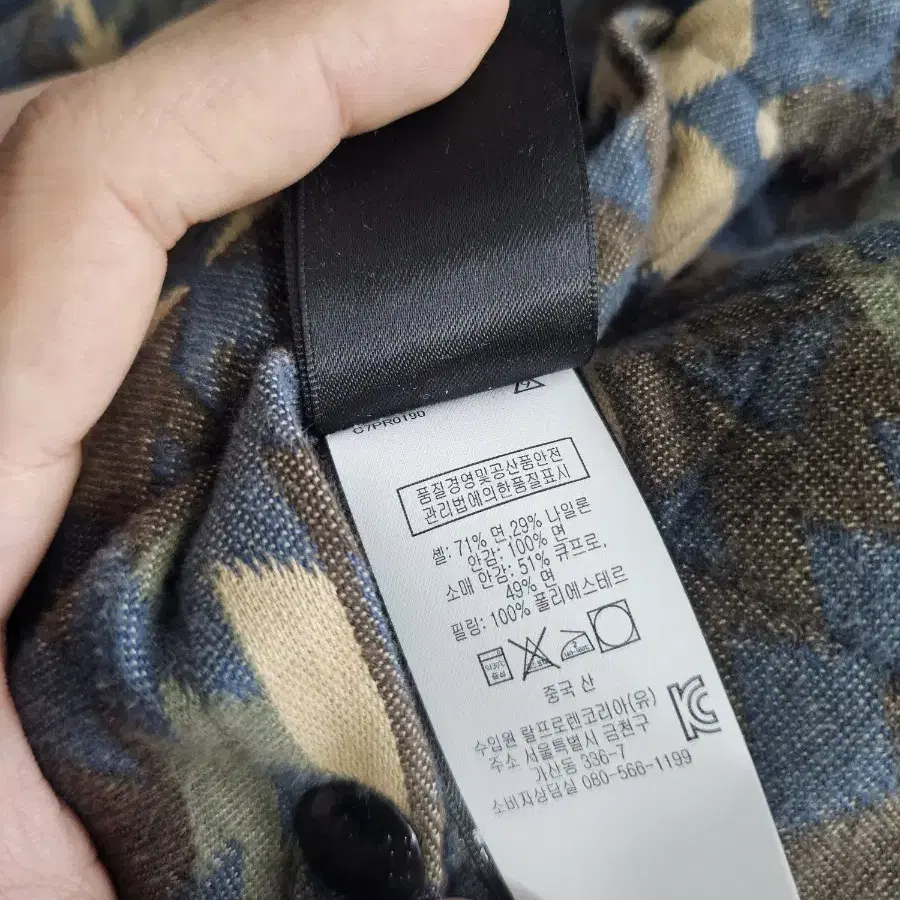 C7PR0190
품질경영및공산품안전
관리법에의한품질표시
셸: 71% 면,29% 나일론
안감: 100% 면
소매 안감: 51% 큐프로,
49% 면
필링: 100% 폴리에스테르
중국 산
수입원 랄프로렌코리아(유)
주소 서울특별시 금천구
가산동 336-7
소비자상담실 080-566-1199